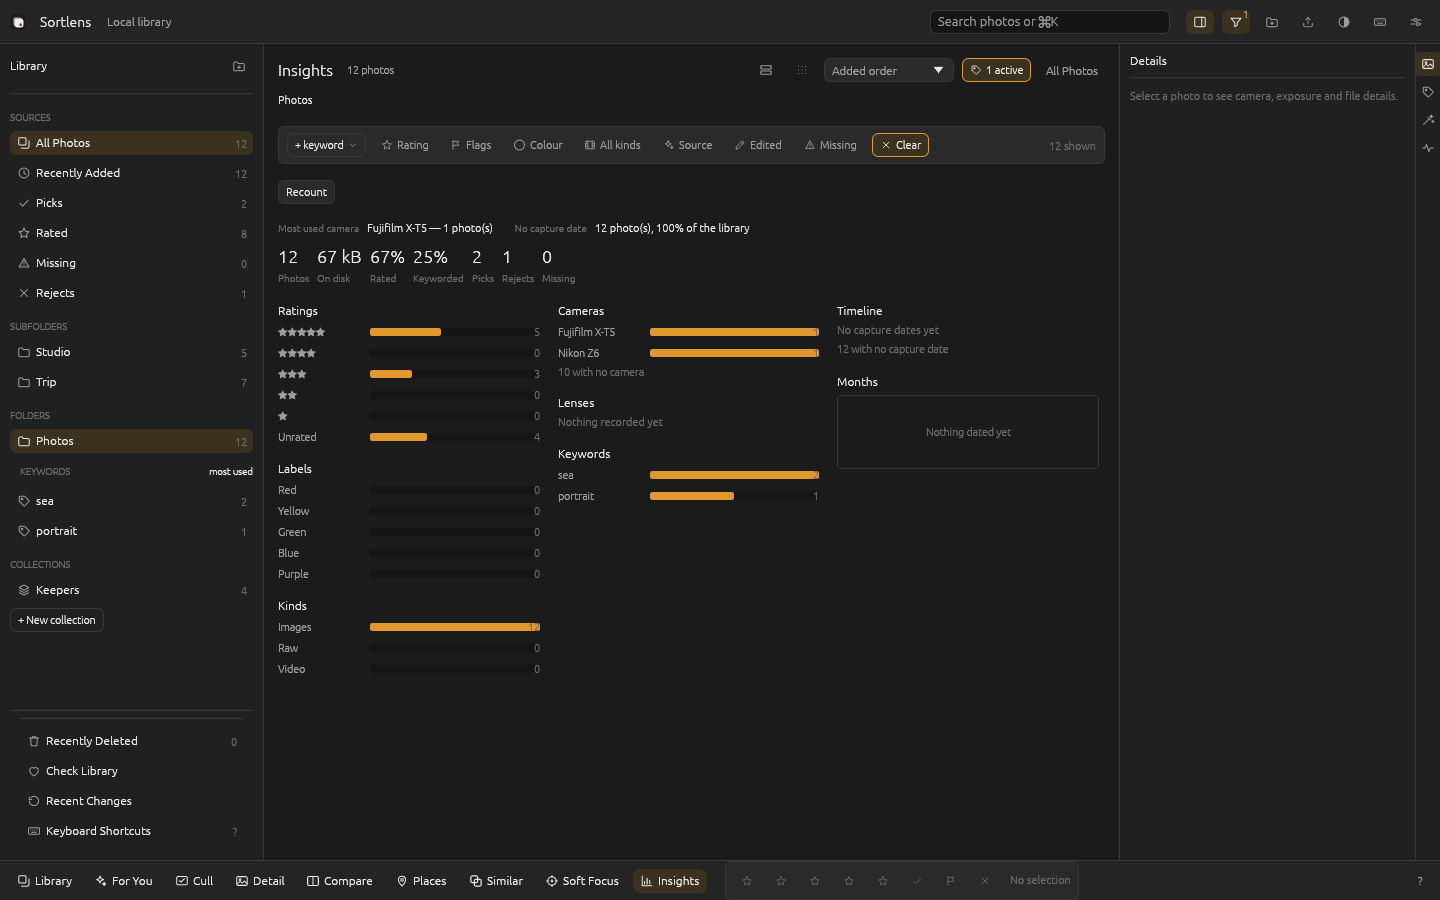 Sortlens Local library
Search photos or ⌘K
1
Library
SOURCES
All Photos 12
Recently Added 12
Picks 2
Rated 8
Missing 0
Rejects 1
SUBFOLDERS
Studio 5
Trip 7
FOLDERS
Photos 12
KEYWORDS most used
sea 2
portrait 1
COLLECTIONS
Keepers 4
+ New collection
Recently Deleted 0
Check Library
Recent Changes
Keyboard Shortcuts ?
Insights 12 photos
Added order
1 active
All Photos
Photos
+ keyword Rating Flags Colour All kinds Source Edited Missing Clear 12 shown
Recount
Most used camera Fujifilm X-T5 — 1 photo(s) No capture date 12 photo(s), 100% of the library
12 67 kB 67% 25% 2 1 0
Photos On disk Rated Keyworded Picks Rejects Missing
Ratings
★★★★★ 5
★★★★ 0
★★★ 3
★★ 0
★ 0
Unrated 4
Labels
Red 0
Yellow 0
Green 0
Blue 0
Purple 0
Kinds
Images 12
Raw 0
Video 0
Cameras
Fujifilm X-T5 1
Nikon Z6 1
10 with no camera
Lenses
Nothing recorded yet
Keywords
sea 2
portrait 1
Timeline
No capture dates yet
12 with no capture date
Months
Nothing dated yet
Details
Select a photo to see camera, exposure and file details.
Library For You Cull Detail Compare Places Similar Soft Focus Insights
No selection
?